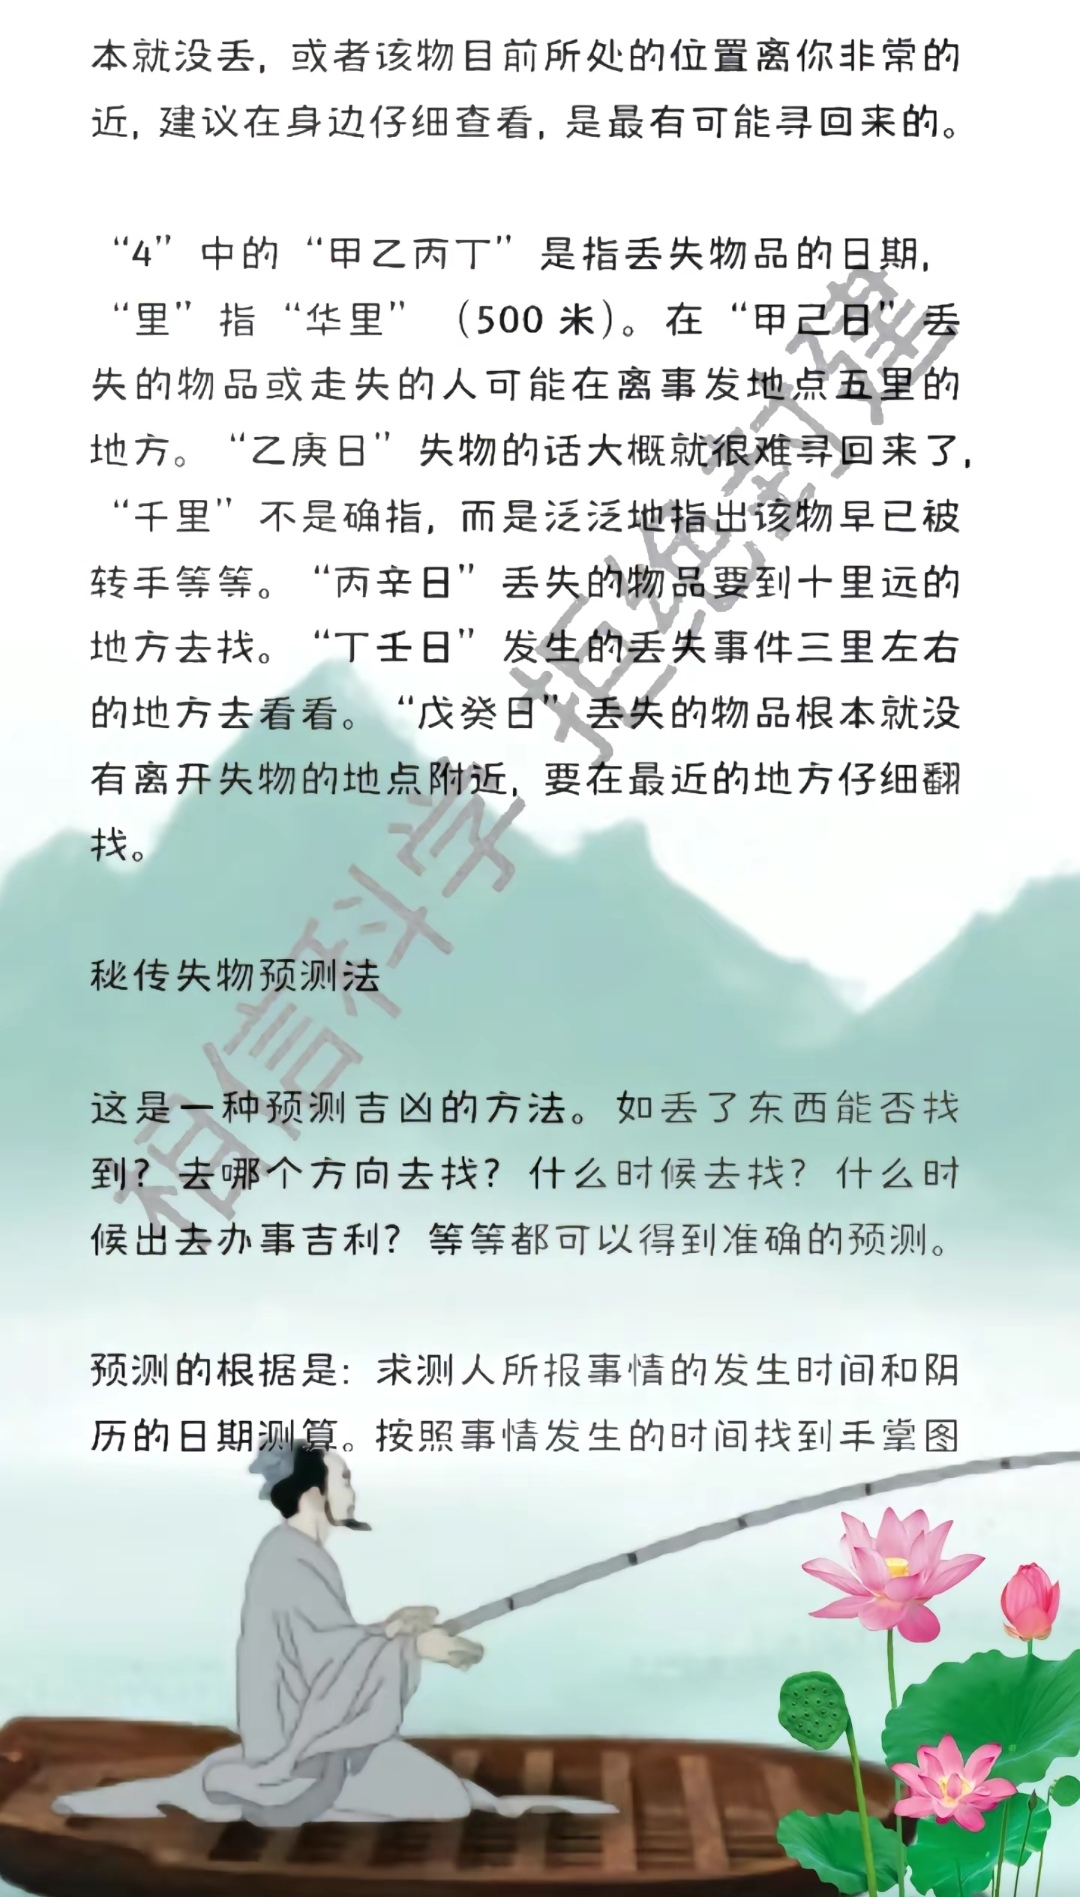 本就没丢，或者该物目前所处的位置离你非常的
近，建议在身边仔细查看，是最有可能寻回来的。
“4”中的“甲乙丙丁”是指丢失物品的日期，
“里”指“华里”（500 米）。在“甲己日”丢
失的物品或走失的人可能在离事发地点五里的
地方。“乙庚日”失物的话大概就很难寻回来了，
“千里”不是确指，而是泛泛地指出该物早已被
转手等等。“丙辛日”丢失的物品要到十里远的
地方去找。“丁壬日”发生的丢失事件三里左右
的地方去看看。“戊癸日”丢失的物品根本就没
有离开失物的地点附近，要在最近的地方仔细翻
找。
秘传失物预测法
这是一种预测吉凶的方法。如丢了东西能否找
到？去哪个方向去找？什么时候去找？什么时
候出去办事吉利？等等都可以得到准确的预测。
预测的根据是：求测人所报事情的发生时间和阴
历的日期测算。按照事情发生的时间找到手掌图
相信科学 拒绝封建